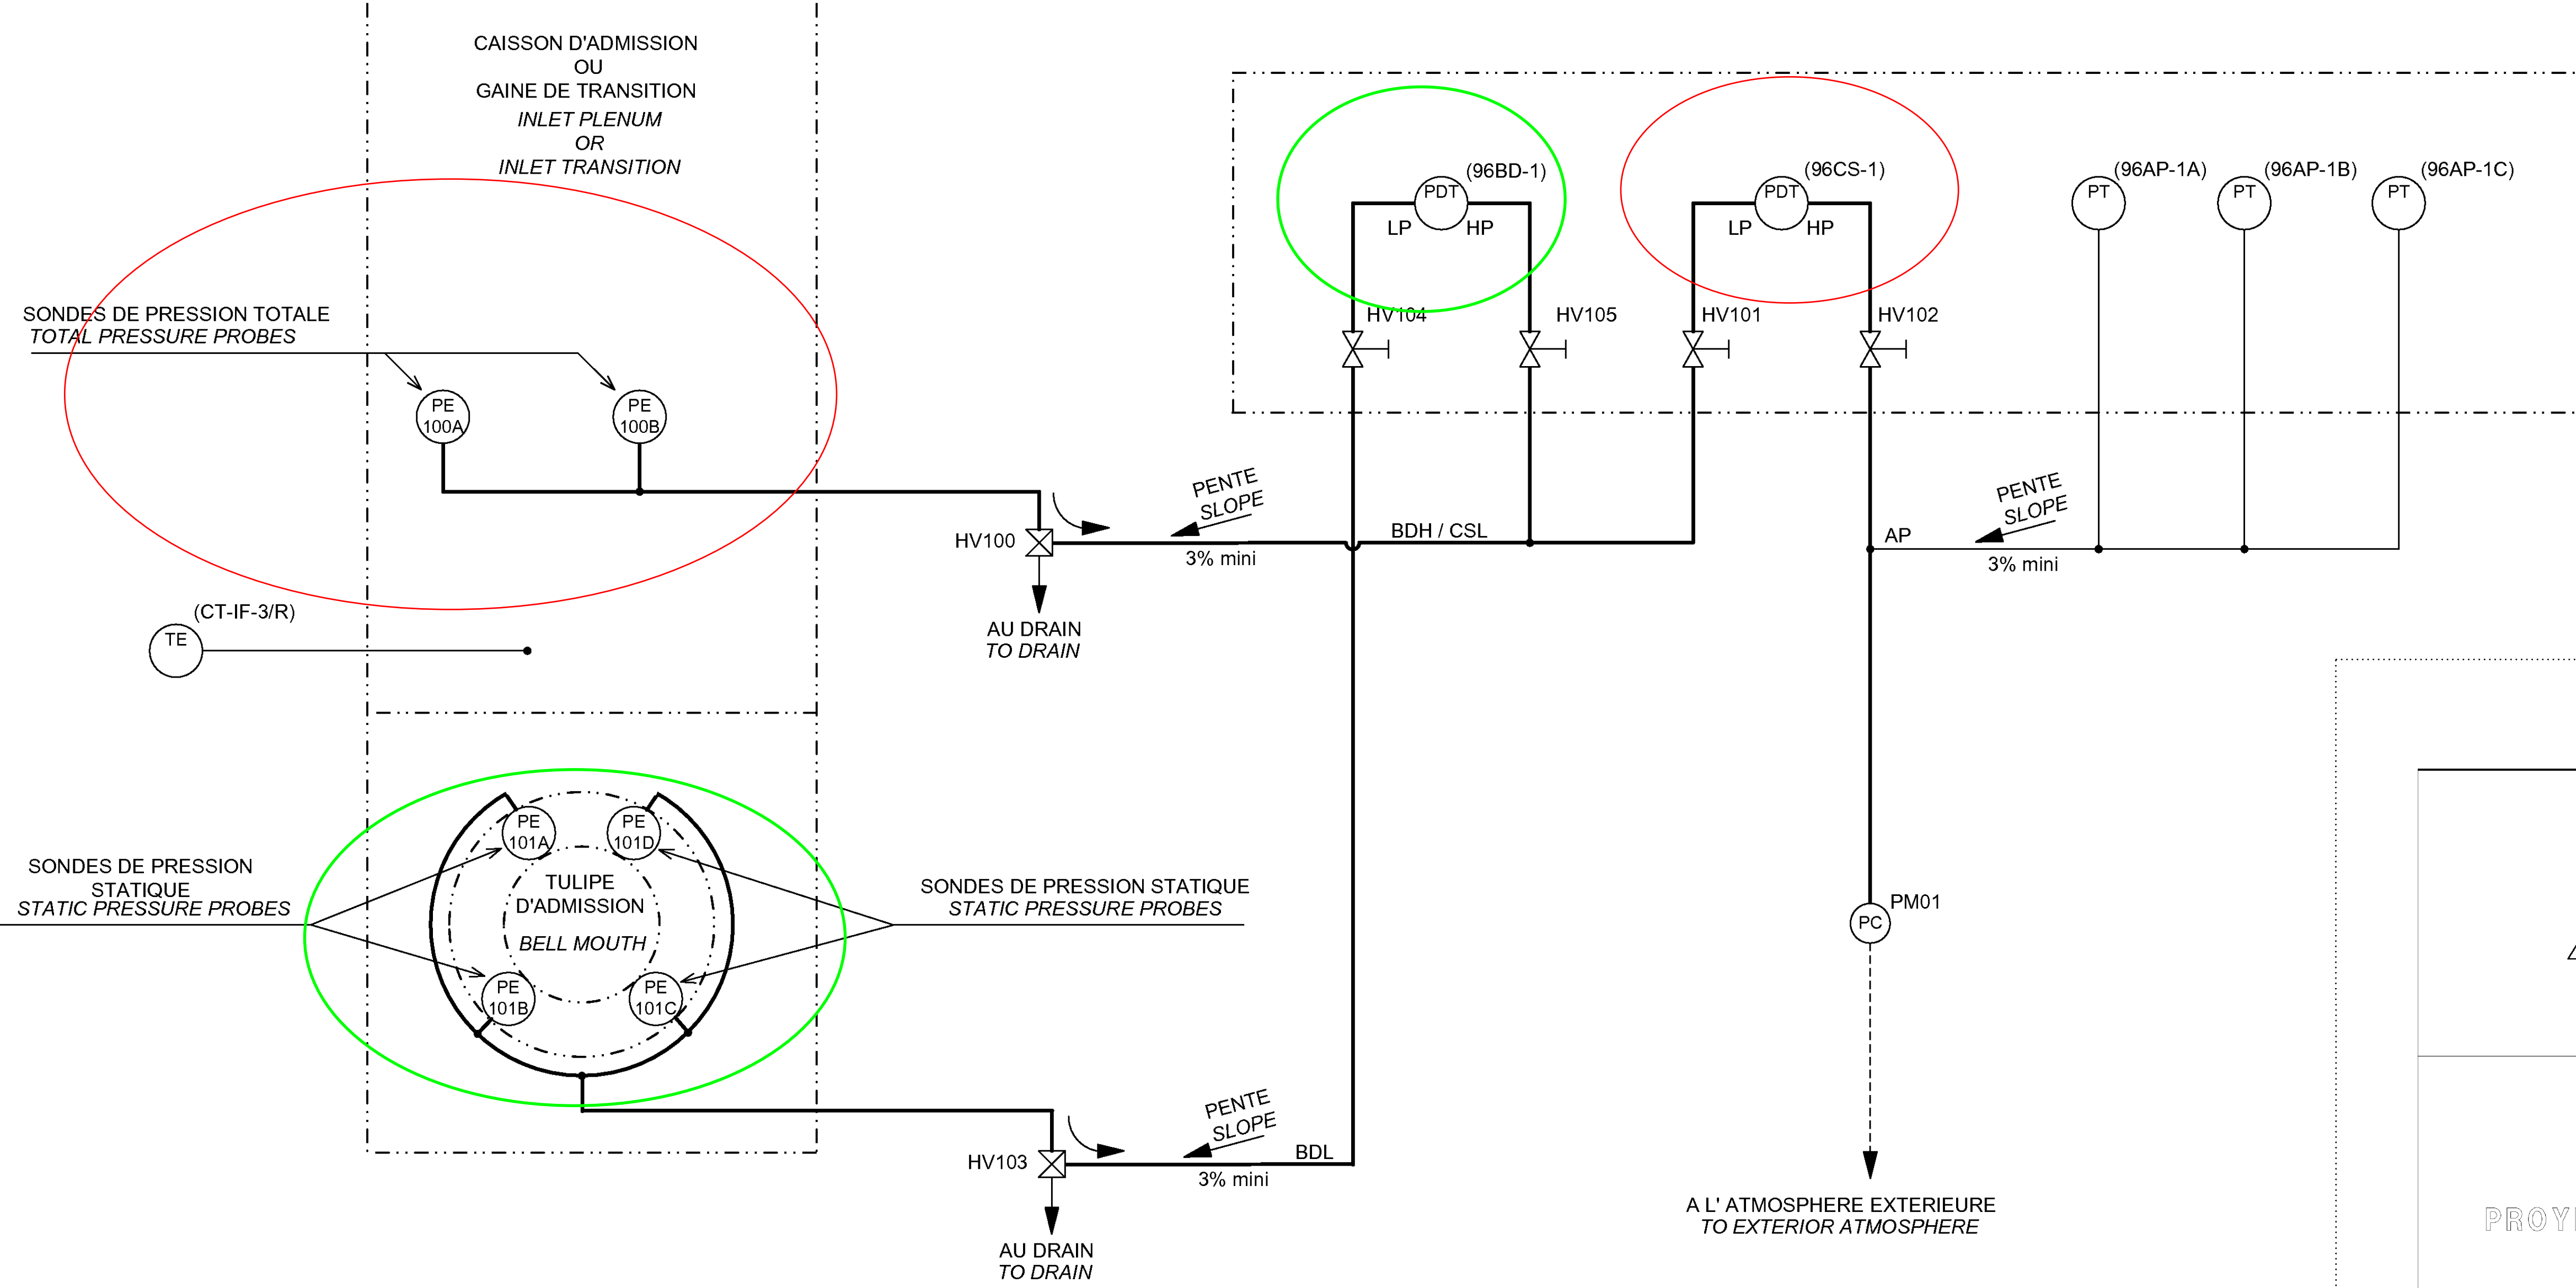 CAISSON D'ADMISSION
OU
GAINE DE TRANSITION
INLET PLENUM
OR
INLET TRANSITION
SONDES DE PRESSION TOTALE
TOTAL PRESSURE PROBES
PE
100A
PE
100B
(CT-IF-3/R)
TE
HV100
AU DRAIN
TO DRAIN
PENTE
SLOPE
3% mini
BDH / CSL
(96BD-1)
PDT
LP
HP
HV104
HV105
(96CS-1)
PDT
LP
HP
HV101
HV102
(96AP-1A)
PT
(96AP-1B)
PT
(96AP-1C)
PT
AP
PENTE
SLOPE
3% mini
SONDES DE PRESSION
STATIQUE
STATIC PRESSURE PROBES
PE
101A
PE
101D
TULIPE
D'ADMISSION
BELL MOUTH
PE
101B
PE
101C
SONDES DE PRESSION STATIQUE
STATIC PRESSURE PROBES
HV103
AU DRAIN
TO DRAIN
PENTE
SLOPE
3% mini
BDL
PC
PM01
A L' ATMOSPHERE EXTERIEURE
TO EXTERIOR ATMOSPHERE